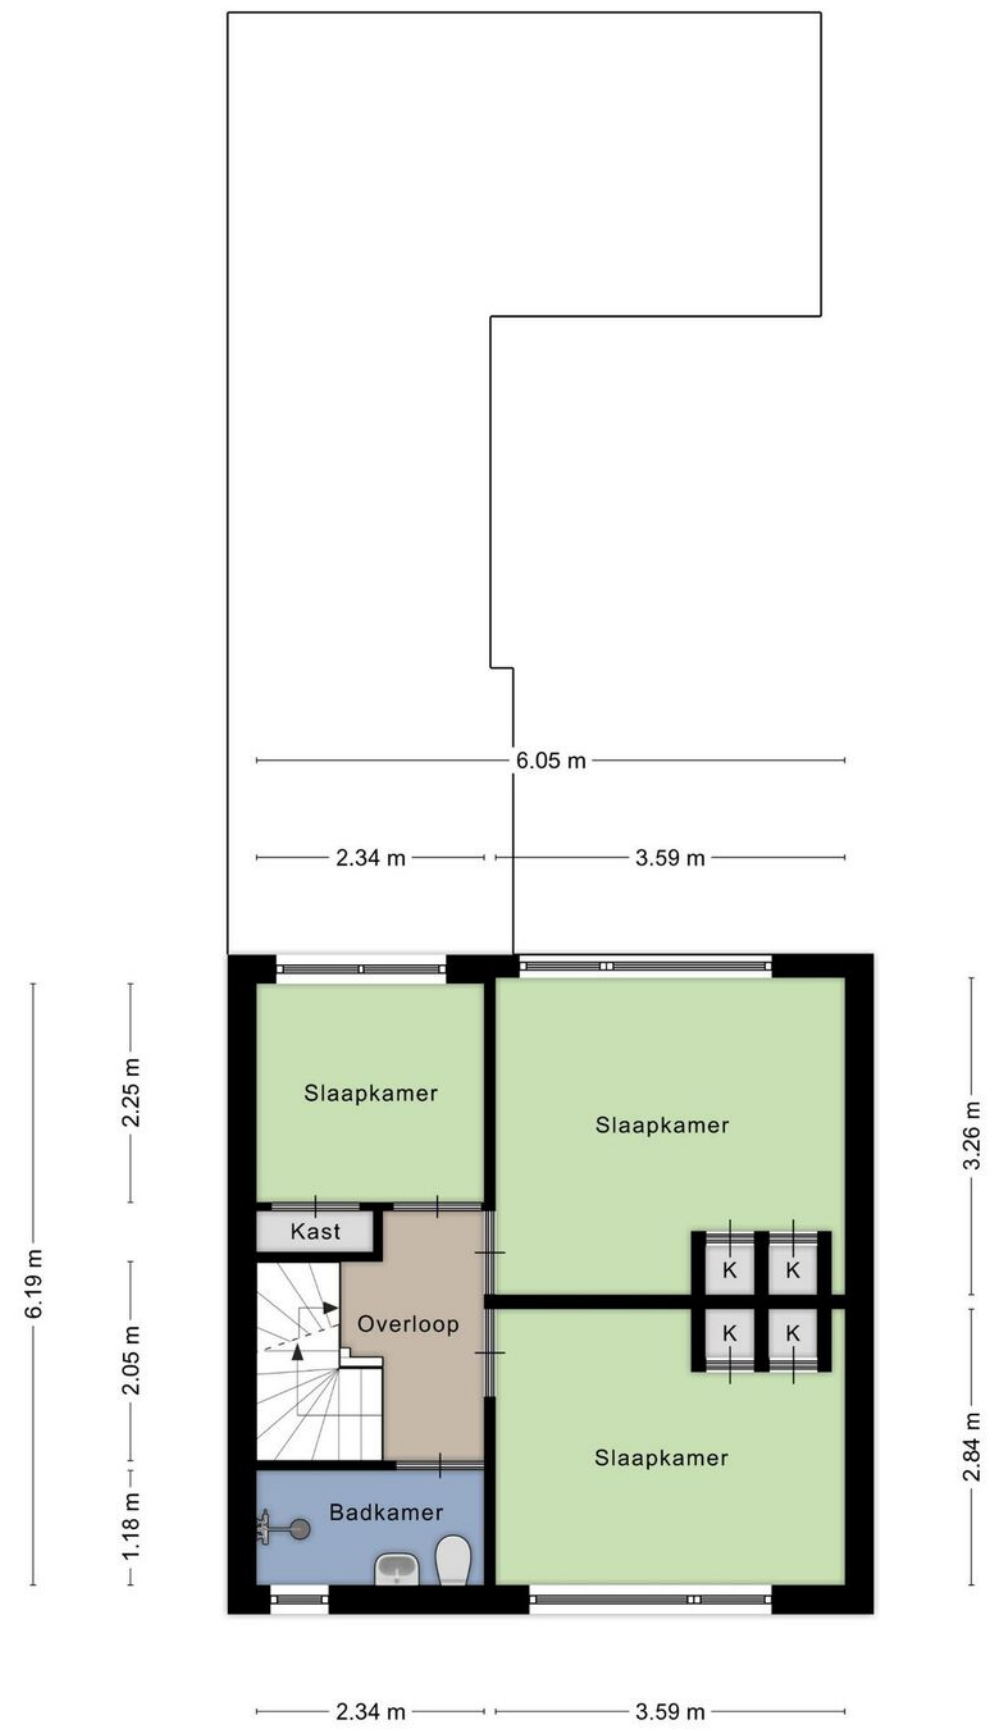 6.05 m
2.34 m
3.59 m
2.25 m
Slaapkamer
Slaapkamer
3.26 m
Kast
6.19 m
K
K
Overloop
K
K
2.05 m
Slaapkamer
2.84 m
1.18 m
Badkamer
2.34 m
3.59 m